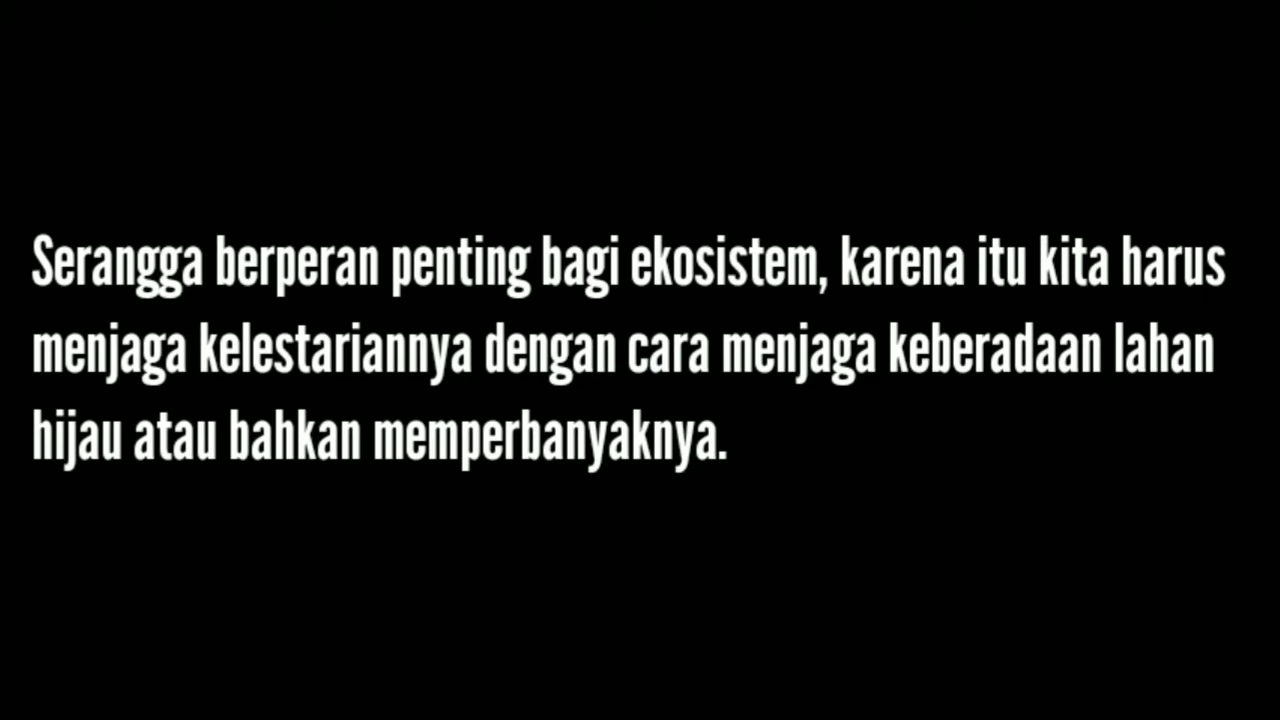 Serangga berperan penting bagi ekosistem, karena itu kita harus
menjaga kelestariannya dengan cara menjaga keberadaan lahan
hijau atau bahkan memperbanyaknya.